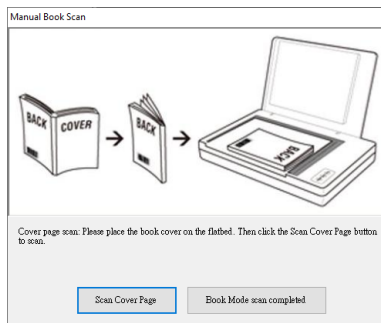 Manual Book Scan
BACK COVER
BACK
BACK
Cover page scan: Please place the book cover on the flatbed. Then click the Scan Cover Page button
to scan.
Scan Cover Page Book Mode scan completed